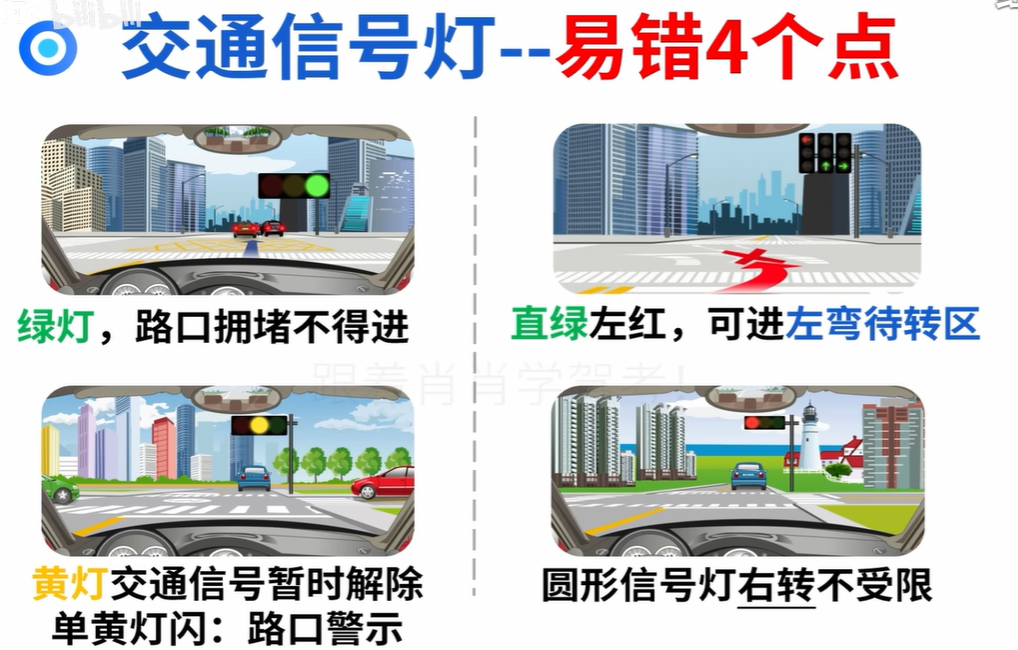 bilibili
交通信号灯--易错4个点
绿灯，路口拥堵不得进
直绿左红，可进左弯待转区
跟着肖肖学驾考！
黄灯交通信号暂时解除
单黄灯闪：路口警示
圆形信号灯右转不受限